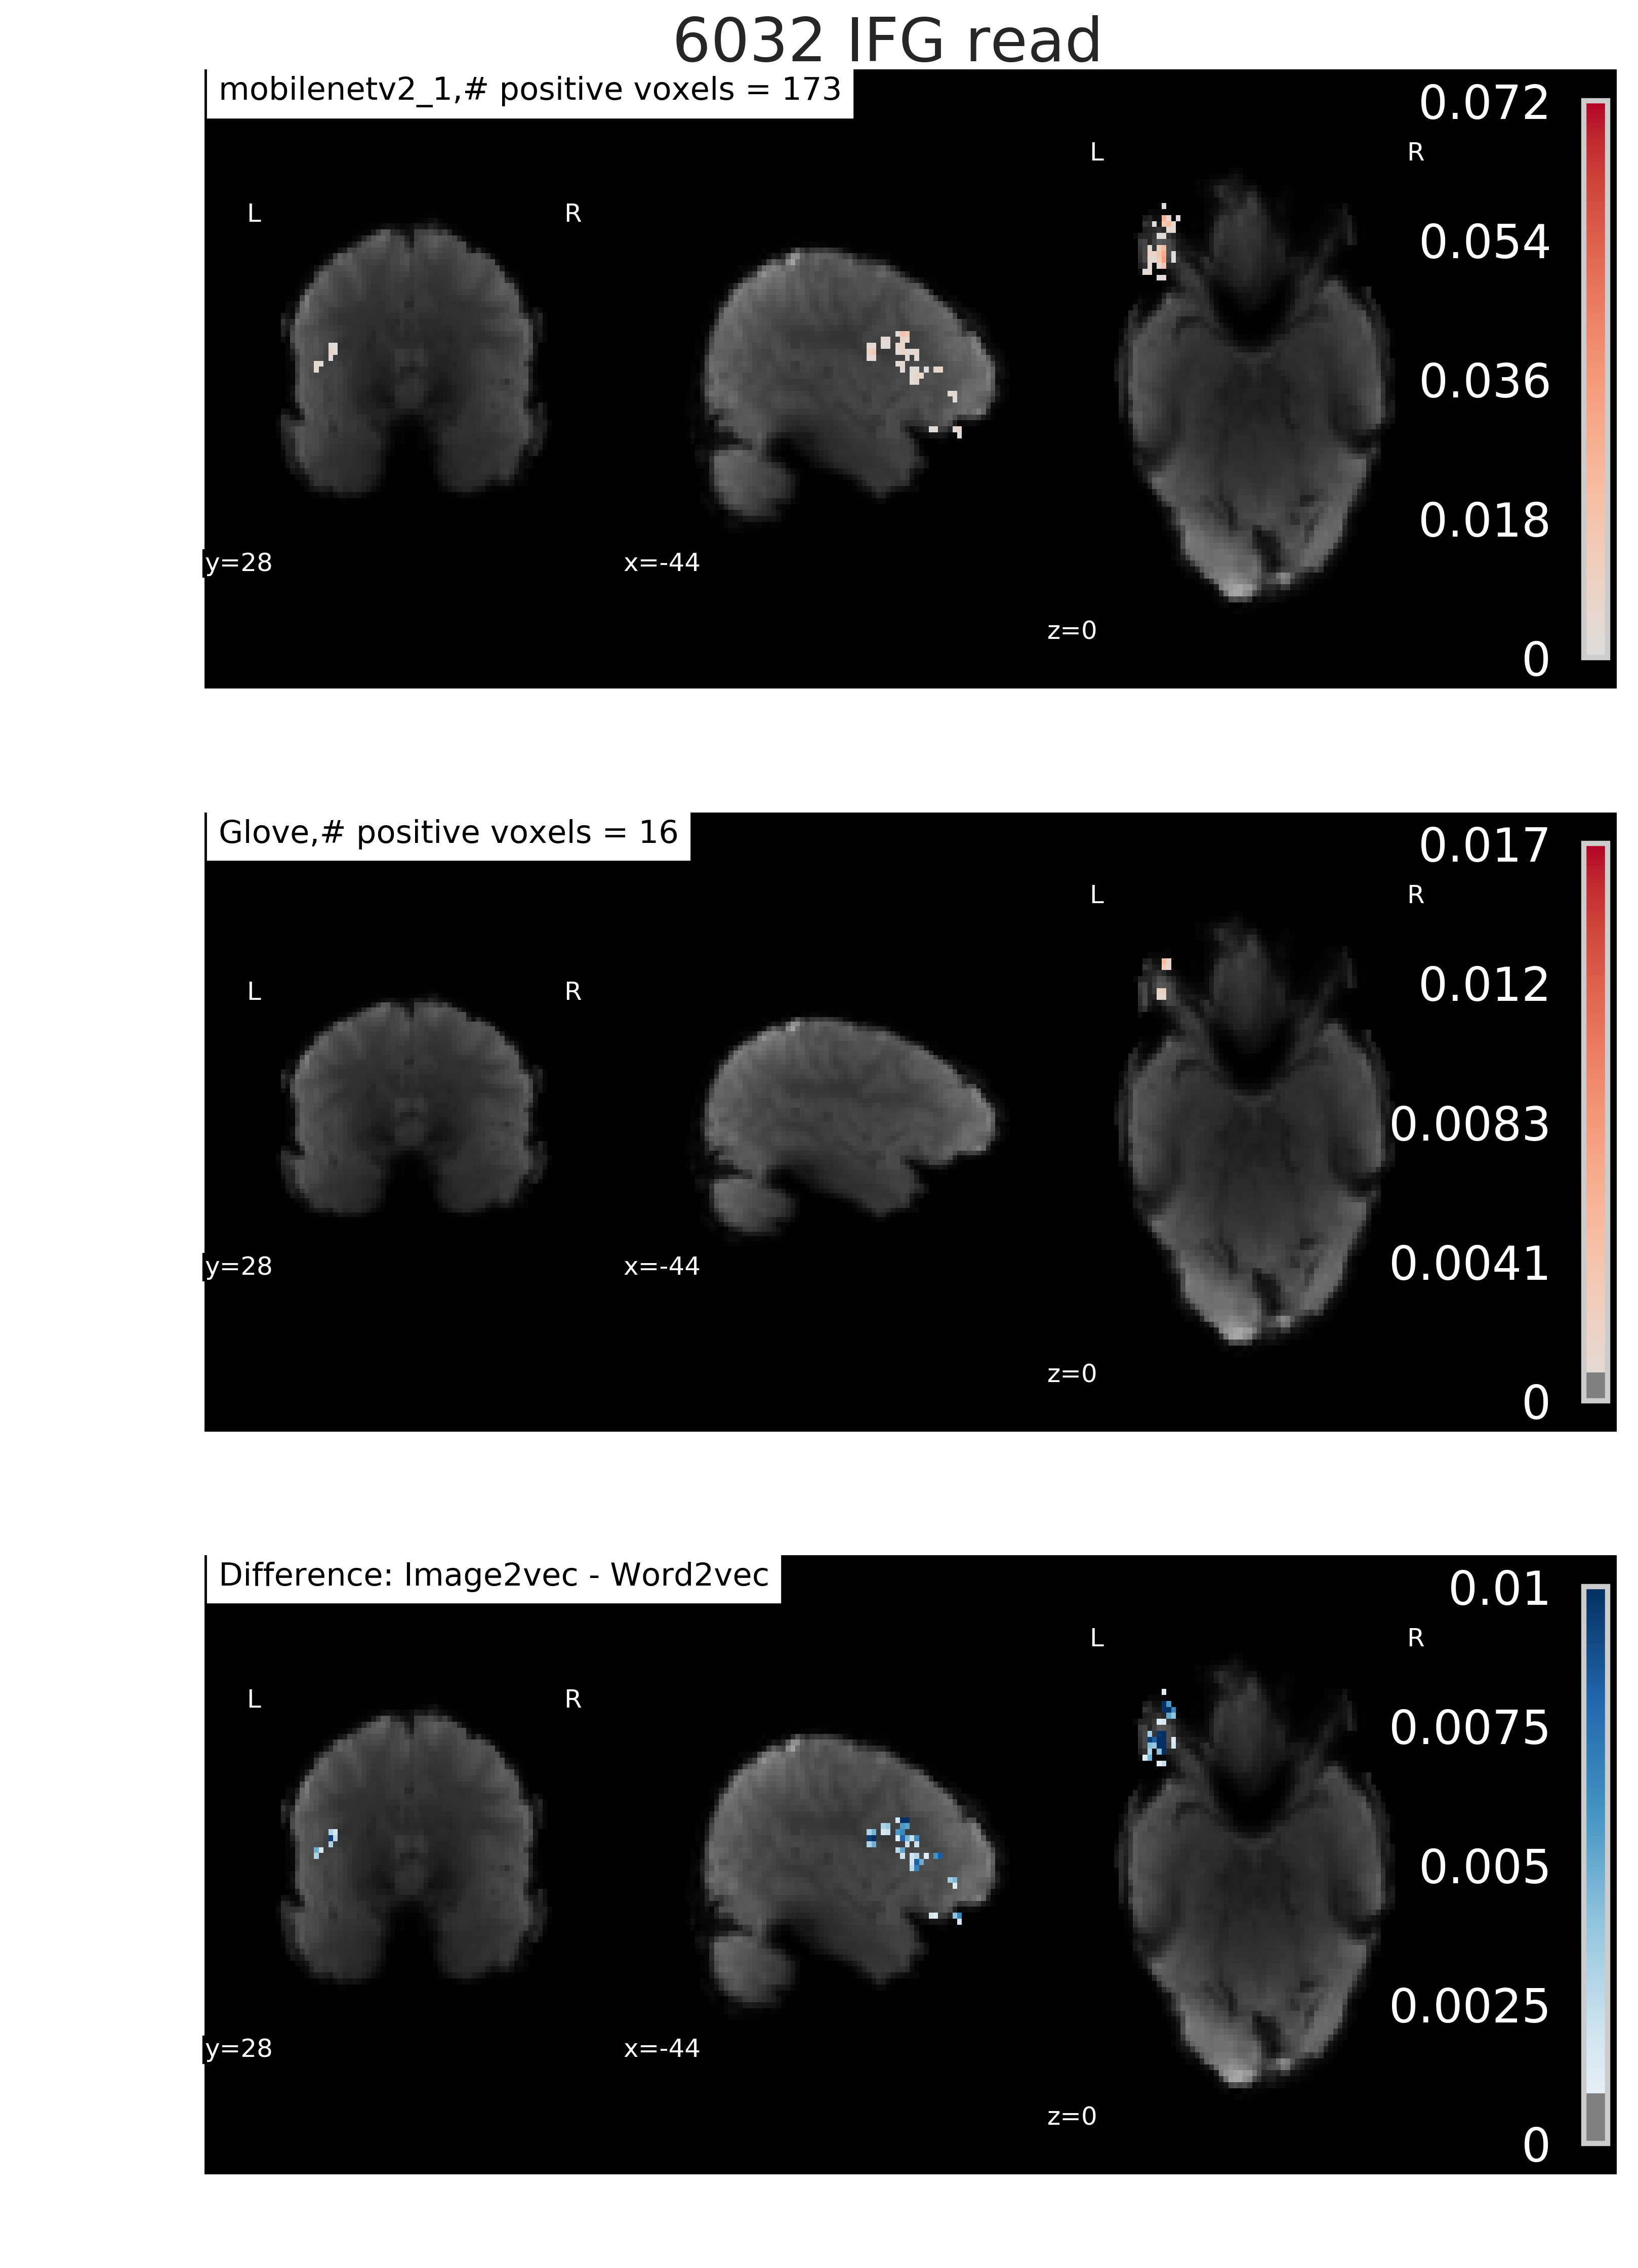 6032 IFG read
mobilenetv2_1,# positive voxels = 173
0.072
L R
L R
0.054
0.036
0.018
y=28 x=-44
z=0
0
Glove,# positive voxels = 16
0.017
L R
0.012
L R
0.0083
0.0041
y=28 x=-44
z=0
0
Difference: Image2vec - Word2vec
0.01
L R
L R
0.0075
0.005
0.0025
y=28 x=-44
z=0
0